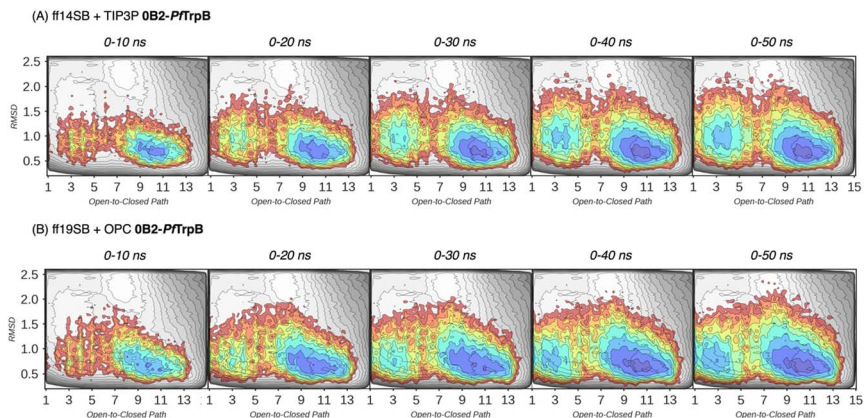 (A) ff14SB + TIP3P 0B2-PfTrpB
0-10 ns 0-20 ns 0-30 ns 0-40 ns 0-50 ns
RMSD
2.5
2.0
1.5
1.0
0.5
1 3 5 7 9 11 13 1 3 5 7 9 11 13 1 3 5 7 9 11 13 1 3 5 7 9 11 13 1 3 5 7 9 11 13 15
Open-to-Closed Path Open-to-Closed Path Open-to-Closed Path Open-to-Closed Path Open-to-Closed Path
(B) ff19SB + OPC 0B2-PfTrpB
0-10 ns 0-20 ns 0-30 ns 0-40 ns 0-50 ns
RMSD
2.5
2.0
1.5
1.0
0.5
1 3 5 7 9 11 13 1 3 5 7 9 11 13 1 3 5 7 9 11 13 1 3 5 7 9 11 13 1 3 5 7 9 11 13 15
Open-to-Closed Path Open-to-Closed Path Open-to-Closed Path Open-to-Closed Path Open-to-Closed Path